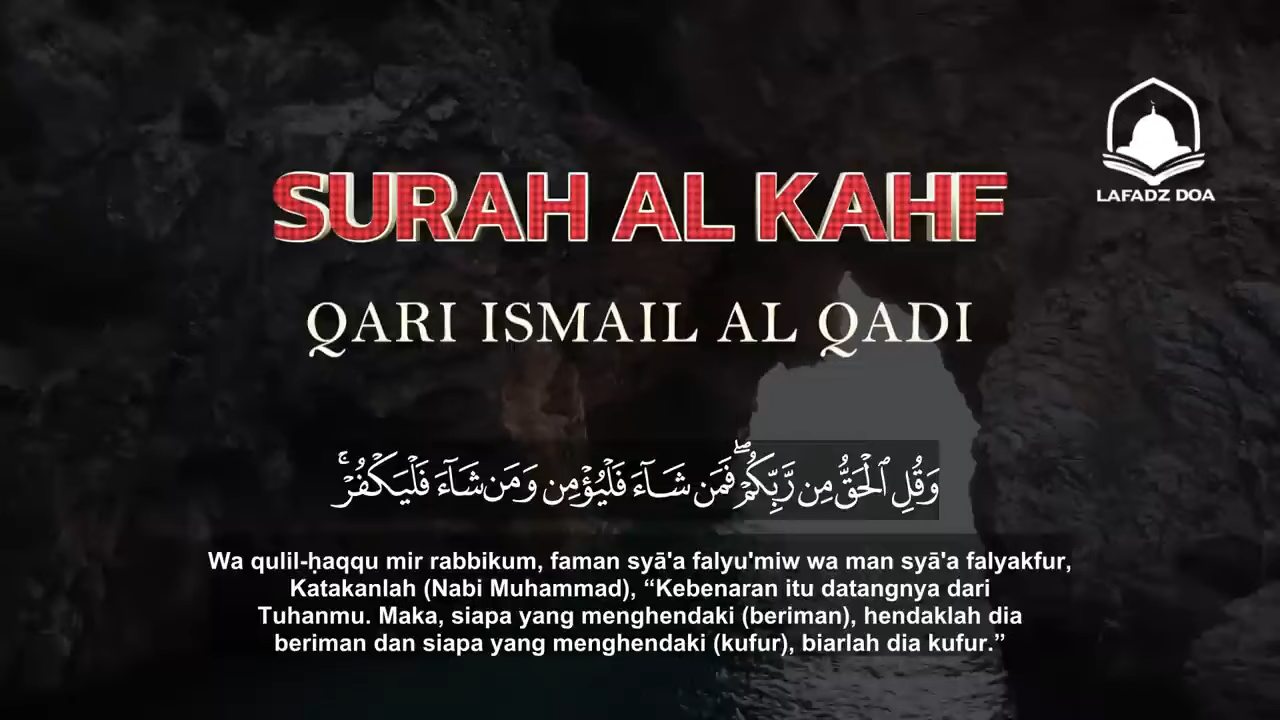 LAFADZ DOA
SURAH AL KAHF
QARI ISMAIL AL QADI
وَقُلِ ٱلْحَقُّ مِن رَّبِّكُمْ ۖ فَمَن شَآءَ فَلْيُؤْمِن وَمَن شَآءَ فَلْيَكْفُرْ ۚ
Wa qulil-ḥaqqu mir rabbikum, faman syā'a falyu'miw wa man syā'a falyakfur,
Katakanlah (Nabi Muhammad), “Kebenaran itu datangnya dari
Tuhanmu. Maka, siapa yang menghendaki (beriman), hendaklah dia
beriman dan siapa yang menghendaki (kufur), biarlah dia kufur.”